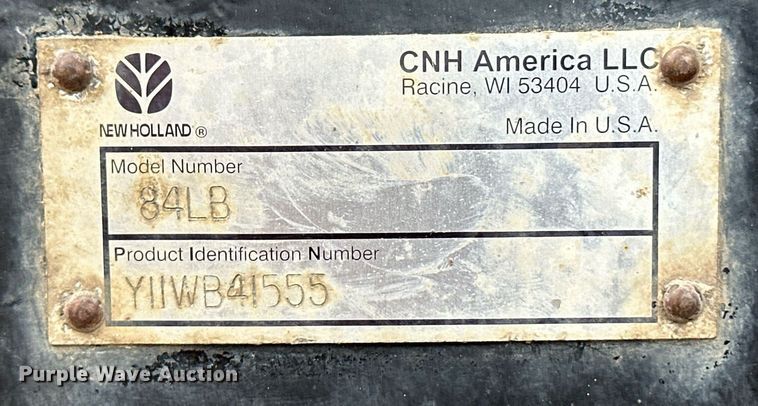 NEW HOLLAND ®
CNH America LLC
Racine, WI 53404 U.S.A.
Made In U.S.A.
Model Number
84LB
Product Identification Number
Y11WB41555
Purple Wave Auction